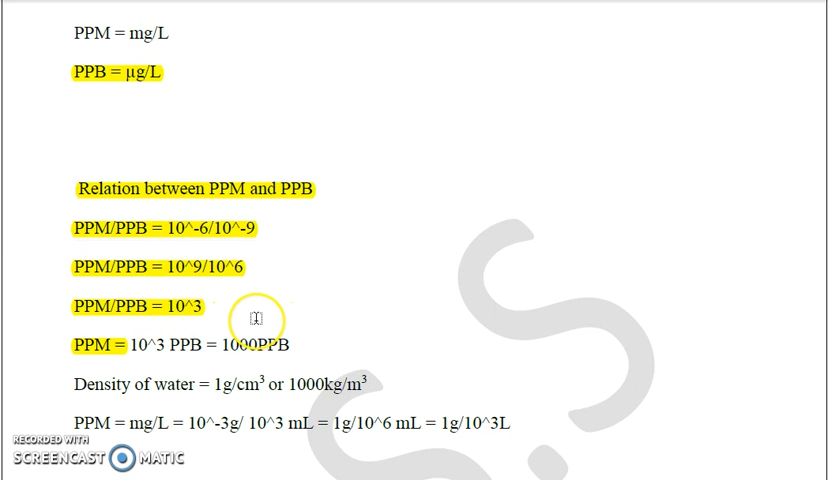 PPM = mg/L
PPB = µg/L
Relation between PPM and PPB
PPM/PPB = 10^-6/10^-9
PPM/PPB = 10^9/10^6
PPM/PPB = 10^3
PPM = 10^3 PPB = 1000PPB
Density of water = 1g/cm³ or 1000kg/m³
PPM = mg/L = 10^-3g/ 10^3 mL = 1g/10^6 mL = 1g/10^3L
RECORDED WITH
SCREENCAST MATIC
S.S